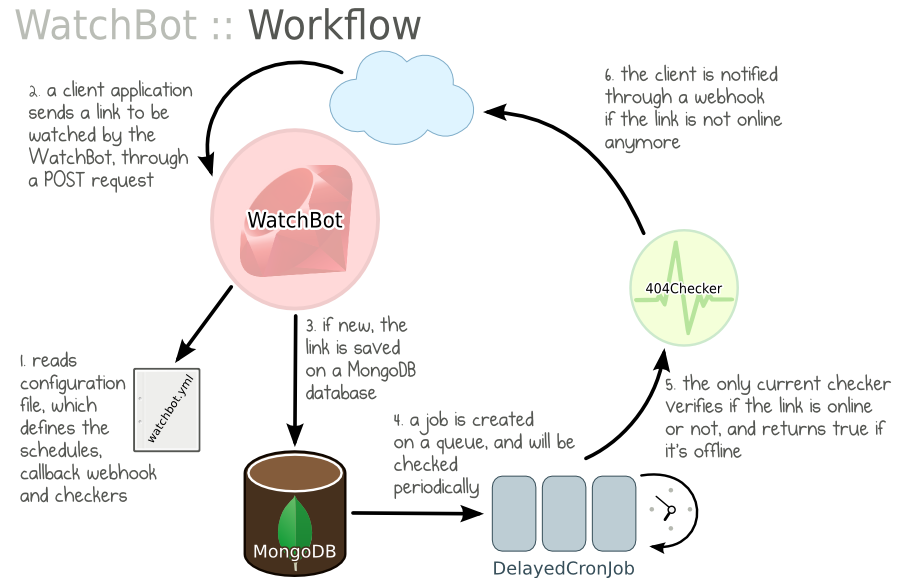 WatchBot :: Workflow
2. a client application
sends a link to be
watched by the
WatchBot, through
a POST request
6. the client is notified
through a webhook
if the link is not online
anymore
WatchBot
404Checker
3. if new, the
link is saved
on a MongoDB
database
1. reads
configuration
file, which
defines the
schedules,
callback webhook
and checkers
watchbot.yml
4. a job is created
on a queue, and will be
checked
periodically
5. the only current checker
verifies if the link is online
or not, and returns true if
it's offline
MongoDB
DelayedCronJob